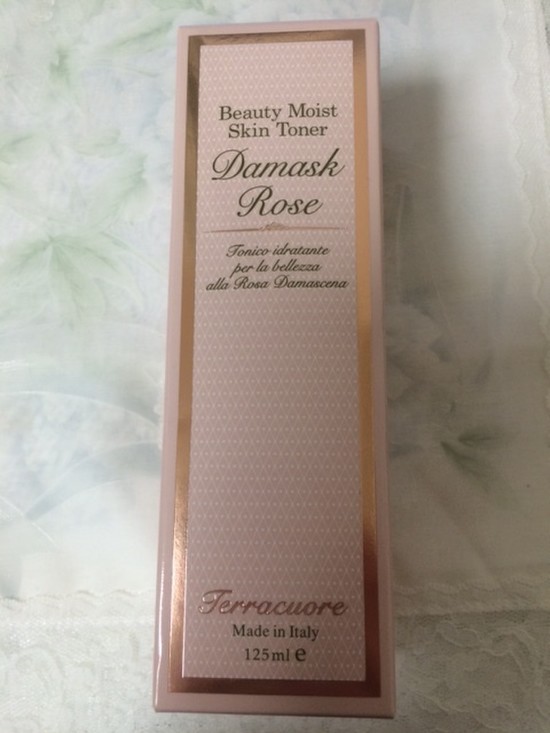 Beauty Moist
Skin Toner
Damask
Rose
Tonico idratante
per la bellezza
alla Rosa Damascena
Terracuore
Made in Italy
125ml ℮